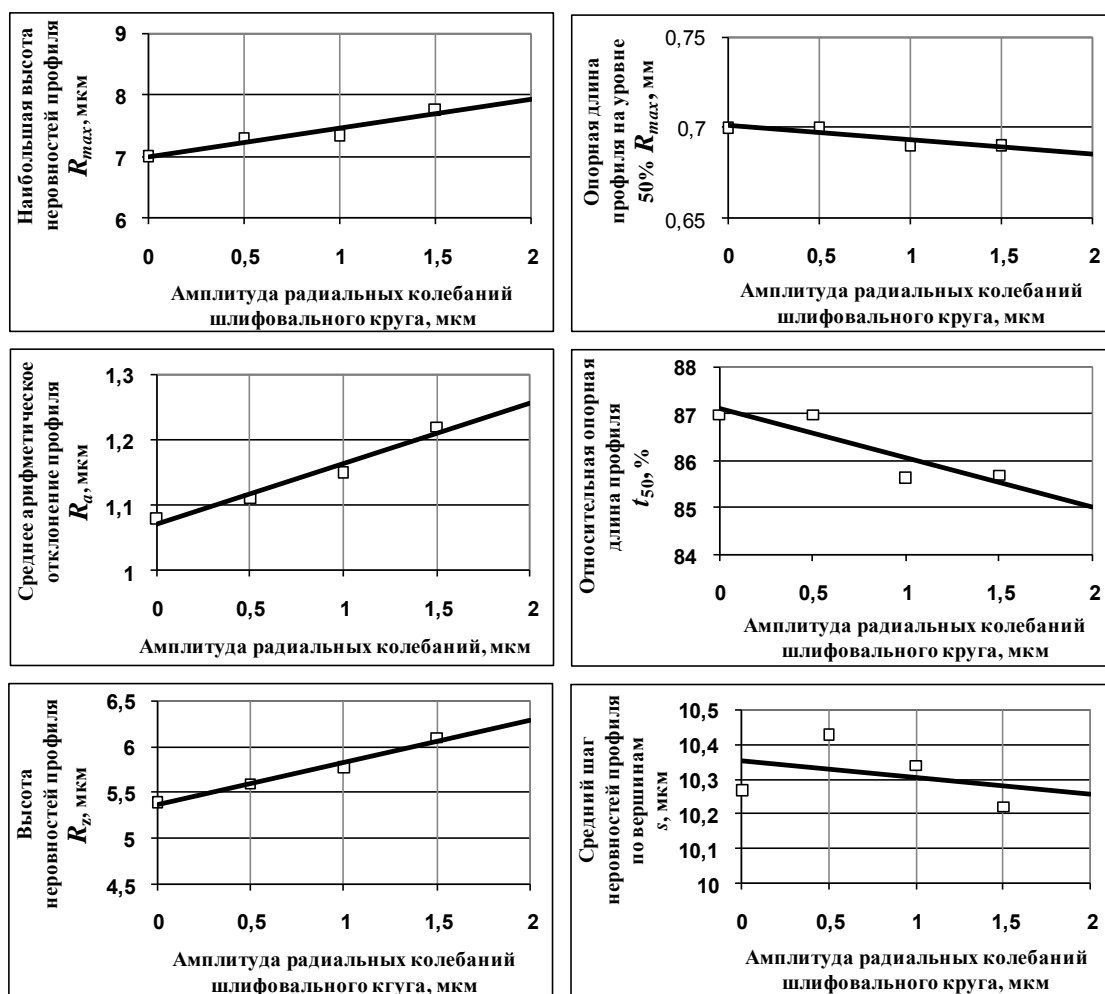 Наибольшая высота
неровностей профиля
Rmax, мкм
9
8
7
6
0 0,5 1 1,5 2
Амплитуда радиальных колебаний
шлифовального круга, мкм
Опорная длина
профиля на уровне
50% Rmax, мм
0,75
0,7
0,65
0 0,5 1 1,5 2
Амплитуда радиальных колебаний
шлифовального круга, мкм
Среднее арифметическое
отклонение профиля
Ra, мкм
1,3
1,2
1,1
1
0 0,5 1 1,5 2
Амплитуда радиальных колебаний, мкм
Относительная опорная
длина профиля
t50, %
88
87
86
85
84
0 0,5 1 1,5 2
Амплитуда радиальных колебаний
шлифовального круга, мкм
Высота
неровностей профиля
Rz, мкм
6,5
6
5,5
5
4,5
0 0,5 1 1,5 2
Амплитуда радиальных колебаний
шлифовального кгуга, мкм
Средний шаг
неровностей профиля
по вершинам
s, мкм
10,5
10,4
10,3
10,2
10,1
10
0 0,5 1 1,5 2
Амплитуда радиальных колебаний
шлифовального круга, мкм